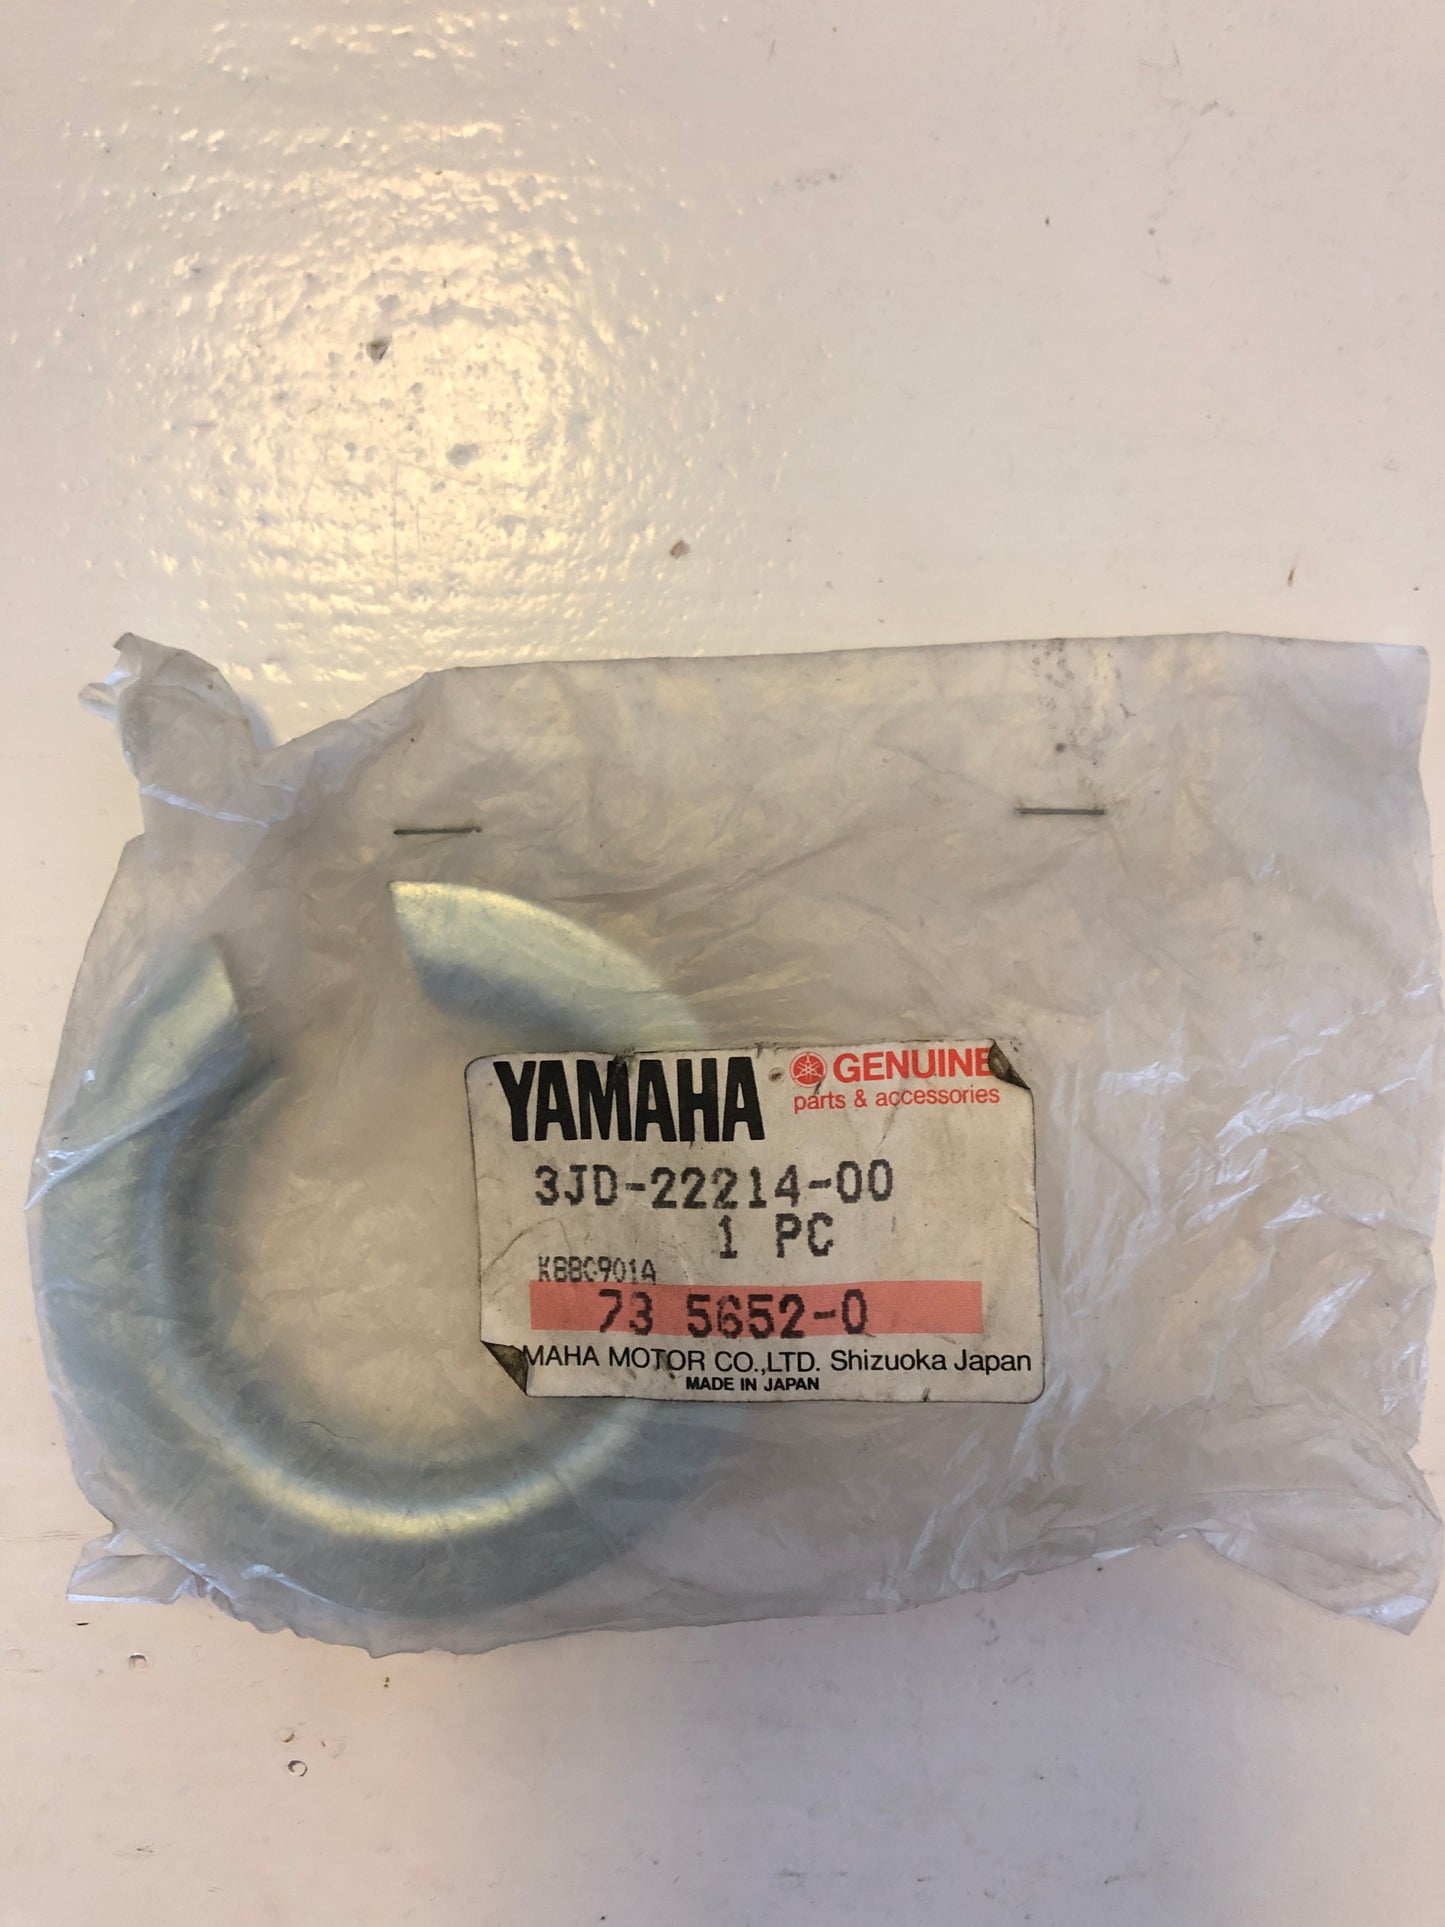 YAMAHA GENUINE
parts & accessories
3JD-22214-00
1 PC
73 5652-0
MAHA MOTOR CO.,LTD. Shizuoka Japan
MADE IN JAPAN